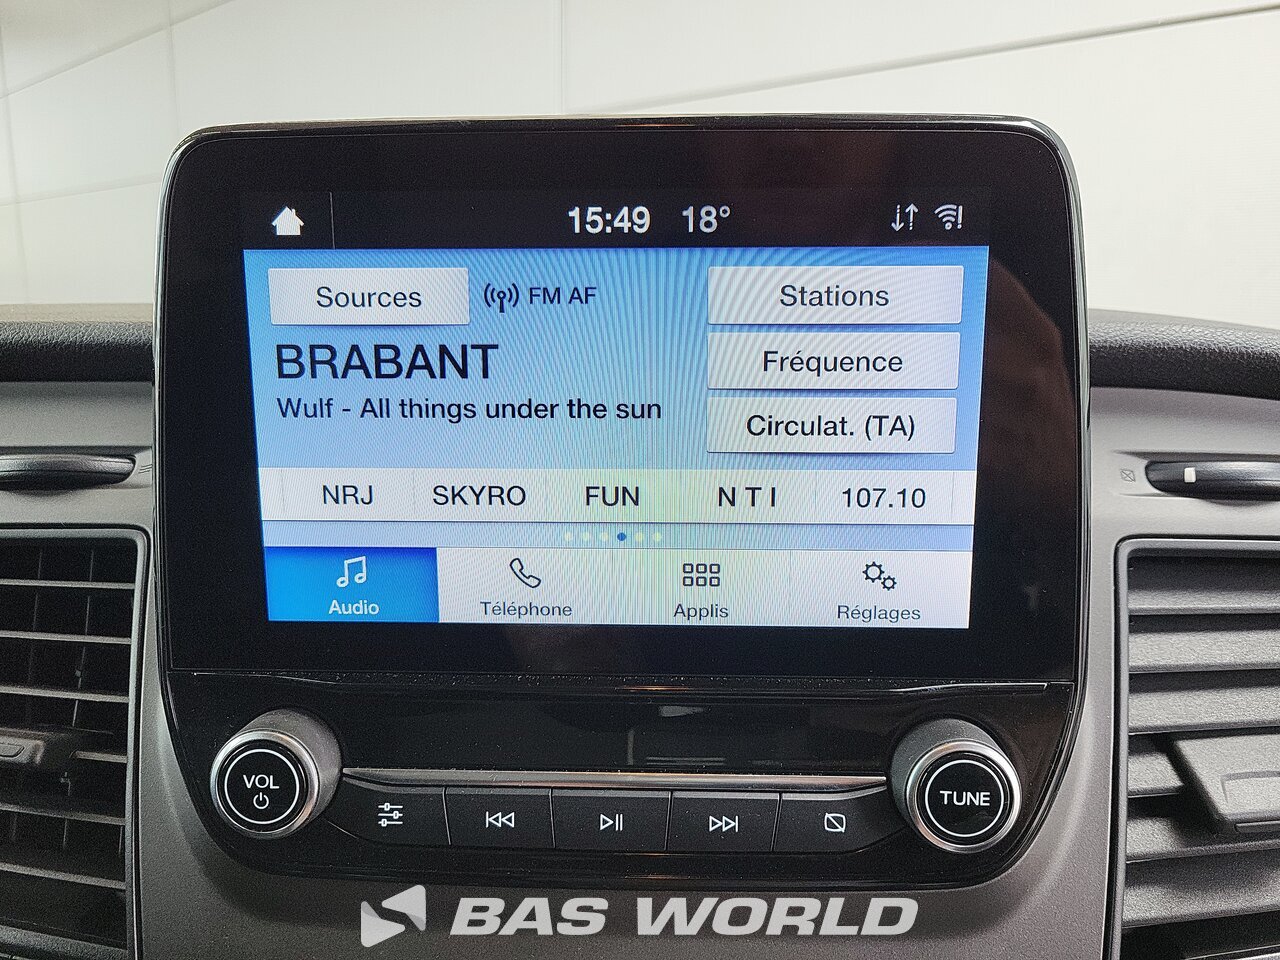 15:49 18°
Sources FM AF Stations
BRABANT Fréquence
Wulf - All things under the sun Circulat. (TA)
NRJ SKYRO FUN N T I 107.10
Audio Téléphone Applis Réglages
VOL TUNE
BAS WORLD